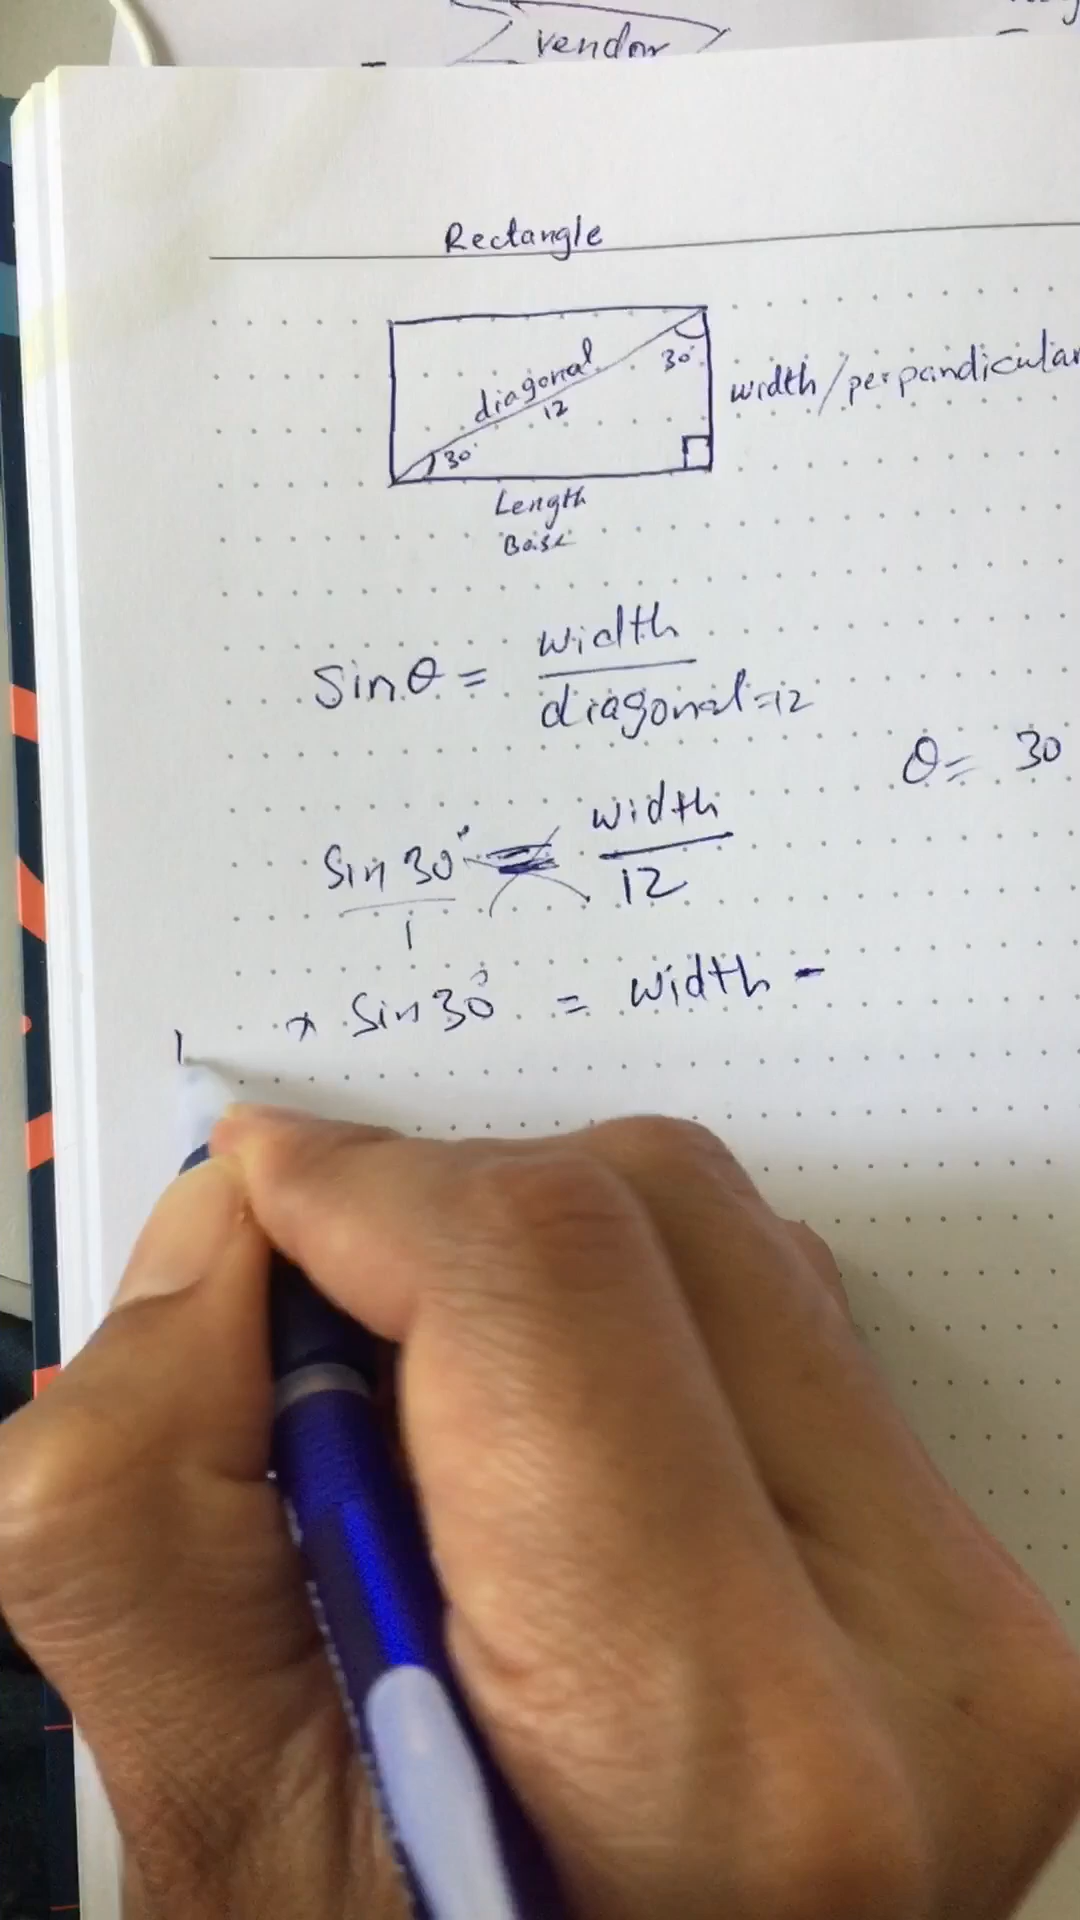 vendor
Rectangle
diagonal
12
30°
30°
width/perpandicular
Length
Base
Sinθ = width
diagonal=12
θ= 30
Sin 30° = width
1
12
1 * Sin 30° = width -